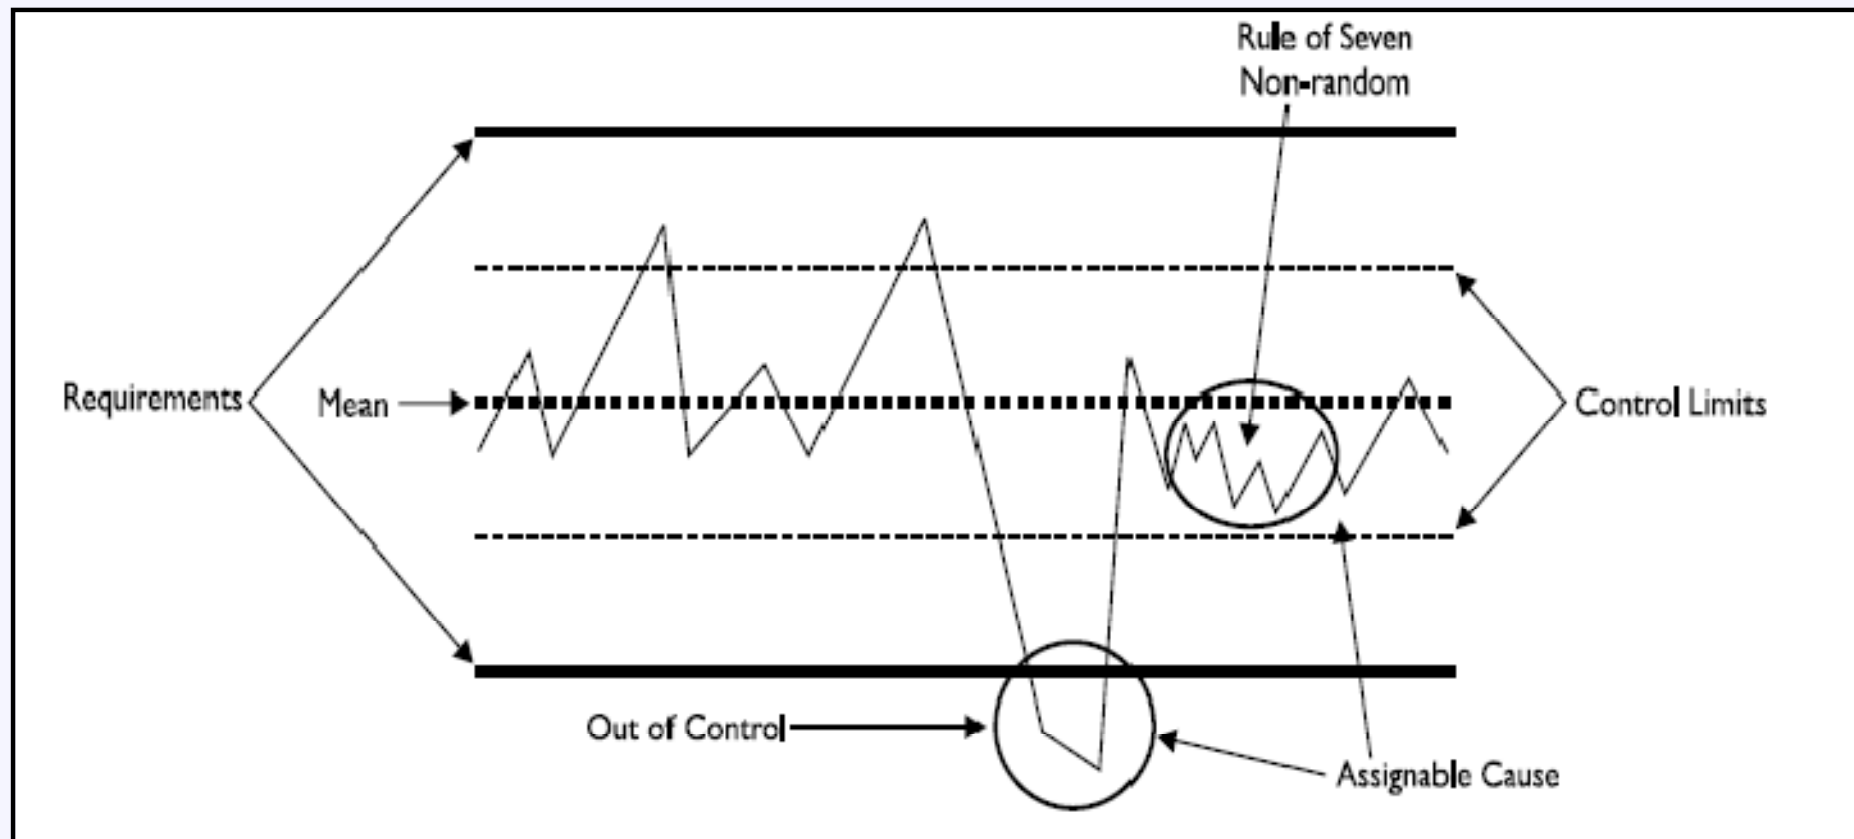 Rule of Seven
Non-random
Requirements
Mean
Control Limits
Out of Control
Assignable Cause